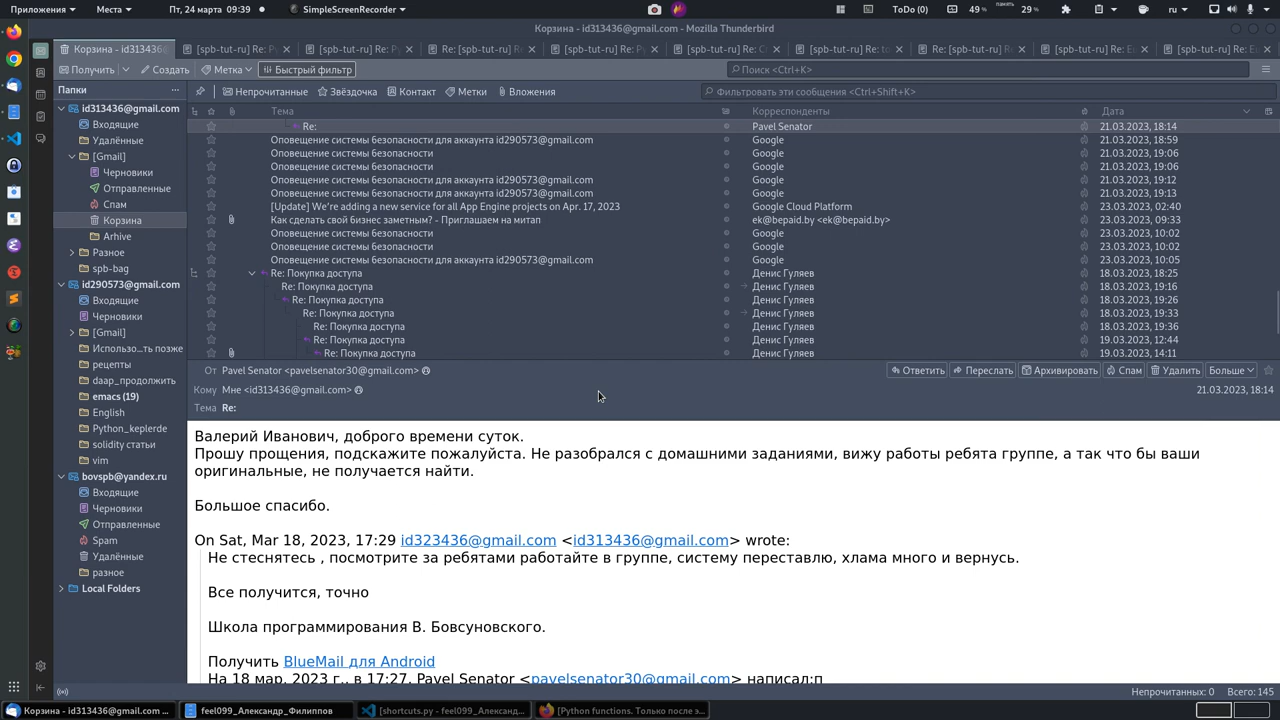 Приложения Места Пт, 24 марта 09:39 SimpleScreenRecorder ToDo (0) 49 % память 29 % ru
Корзина - id313436@gmail.com - Mozilla Thunderbird
Корзина - id313436@ [spb-tut-ru] Re: P [spb-tut-ru] Re: P Re: [spb-tut-ru] Re [spb-tut-ru] Re: P [spb-tut-ru] Re: C [spb-tut-ru] Re: to Re: [spb-tut-ru] Re [spb-tut-ru] Re: E [spb-tut-ru] Re: E
Получить Создать Метка Быстрый фильтр Поиск <Ctrl+K>
Папки ... Непрочитанные Звёздочка Контакт Метки Вложения Фильтровать эти сообщения <Ctrl+Shift+K>
Тема Корреспонденты Дата
id313436@gmail.com
Входящие
Удалённые
[Gmail]
Черновики
Отправленные
Спам
Корзина
Arhive
Разное
spb-bag
id290573@gmail.com
Входящие
Черновики
[Gmail]
Использо...ть позже
рецепты
daap_продолжить
emacs (19)
English
Python_keplerde
solidity статьи
vim
bovspb@yandex.ru
Входящие
Черновики
Отправленные
Spam
Удалённые
разное
Local Folders
Re: Pavel Senator 21.03.2023, 18:14
Оповещение системы безопасности для аккаунта id290573@gmail.com Google 21.03.2023, 18:59
Оповещение системы безопасности Google 21.03.2023, 19:06
Оповещение системы безопасности Google 21.03.2023, 19:06
Оповещение системы безопасности для аккаунта id290573@gmail.com Google 21.03.2023, 19:12
Оповещение системы безопасности для аккаунта id290573@gmail.com Google 21.03.2023, 19:13
[Update] We're adding a new service for all App Engine projects on Apr. 17, 2023 Google Cloud Platform 23.03.2023, 02:40
Как сделать свой бизнес заметным? - Приглашаем на митап ek@bepaid.by <ek@bepaid.by> 23.03.2023, 09:33
Оповещение системы безопасности Google 23.03.2023, 10:02
Оповещение системы безопасности Google 23.03.2023, 10:02
Оповещение системы безопасности для аккаунта id290573@gmail.com Google 23.03.2023, 10:05
Re: Покупка доступа Денис Гуляев 18.03.2023, 18:25
Re: Покупка доступа Денис Гуляев 18.03.2023, 19:16
Re: Покупка доступа Денис Гуляев 18.03.2023, 19:26
Re: Покупка доступа Денис Гуляев 18.03.2023, 19:33
Re: Покупка доступа Денис Гуляев 18.03.2023, 19:36
Re: Покупка доступа Денис Гуляев 19.03.2023, 12:44
Re: Покупка доступа Денис Гуляев 19.03.2023, 14:11
От Pavel Senator <pavelsenator30@gmail.com> Ответить Переслать Архивировать Спам Удалить Больше
Кому Мне <id313436@gmail.com> 21.03.2023, 18:14
Тема Re:
Валерий Иванович, доброго времени суток.
Прошу прощения, подскажите пожалуйста. Не разобрался с домашними заданиями, вижу работы ребята группе, а так что бы ваши
оригинальные, не получается найти.
Большое спасибо.
On Sat, Mar 18, 2023, 17:29 id323436@gmail.com <id313436@gmail.com> wrote:
Не стеснятесь , посмотрите за ребятами работайте в группе, систему переставлю, хлама много и вернусь.
Все получится, точно
Школа программирования В. Бовсуновского.
Получить BlueMail для Android
На 18 мар. 2023 г., в 17:27, Pavel Senator <pavelsenator30@gmail.com> написал:п
Непрочитанных: 0 Всего: 145
Корзина - id313436@gmail.com ... feel099_Александр_Филиппов [shortcuts.py - feel099_Александ... [Python functions. Только после э...